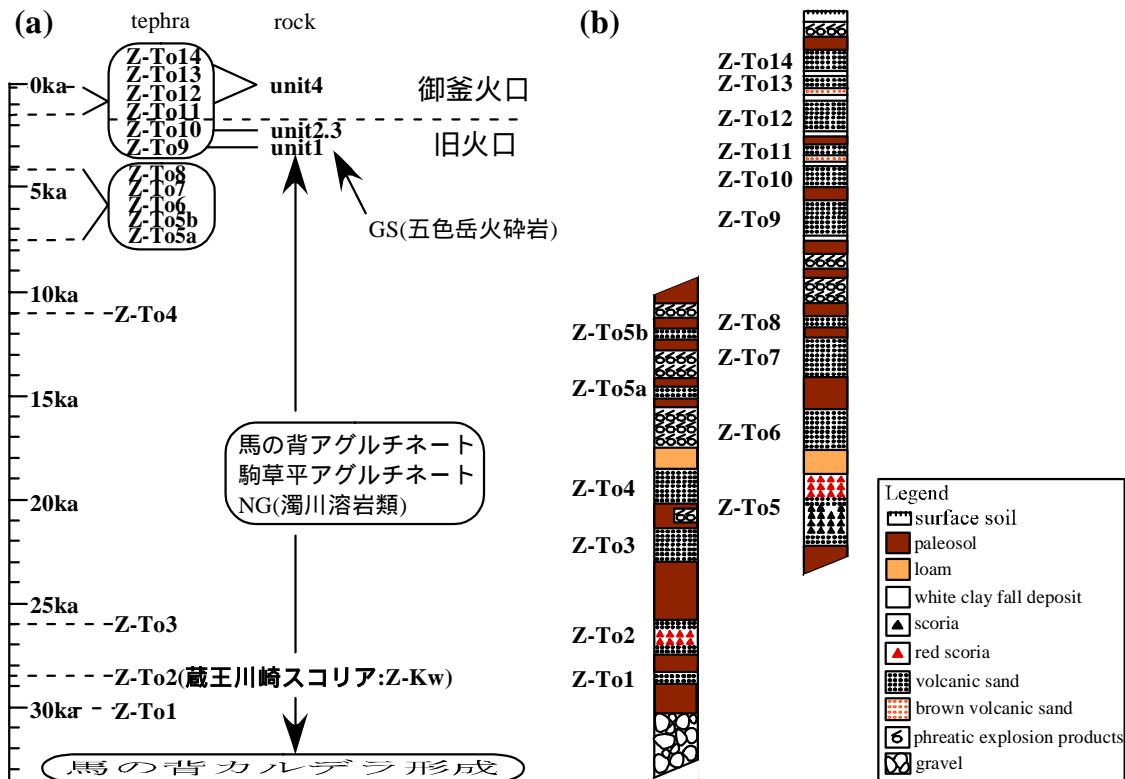 (a) tephra rock
Z-To14
Z-To13
0ka
Z-To12
unit4
御釜火口
Z-To11
Z-To10
unit2.3
旧火口
Z-To9
unit1
Z-To8
5ka
Z-To7
Z-To6
Z-To5b
Z-To5a
GS(五色岳火砕岩)
10ka
Z-To4
15ka
馬の背アグルチネート
駒草平アグルチネート
NG(濁川溶岩類)
20ka
25ka
Z-To3
Z-To2(蔵王川崎スコリア:Z-Kw)
30ka
Z-To1
馬の背カルデラ形成
(b)
Z-To5b
Z-To5a
Z-To4
Z-To3
Z-To2
Z-To1
Z-To14
Z-To13
Z-To12
Z-To11
Z-To10
Z-To9
Z-To8
Z-To7
Z-To6
Z-To5
Legend
surface soil
paleosol
loam
white clay fall deposit
scoria
red scoria
volcanic sand
brown volcanic sand
phreatic explosion products
gravel